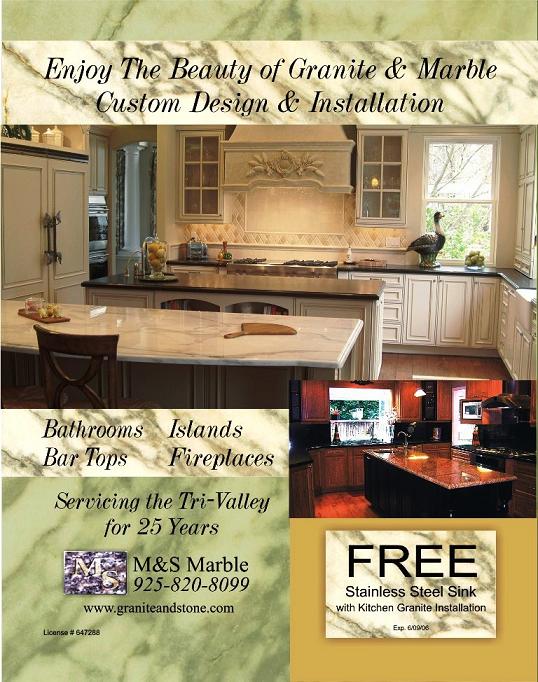 Enjoy The Beauty of Granite & Marble
Custom Design & Installation
Bathrooms Islands
Bar Tops Fireplaces
Servicing the Tri-Valley
for 25 Years
MS
M&S Marble
925-820-8099
www.graniteandstone.com
License # 647288
FREE
Stainless Steel Sink
with Kitchen Granite Installation
Exp. 6/09/06